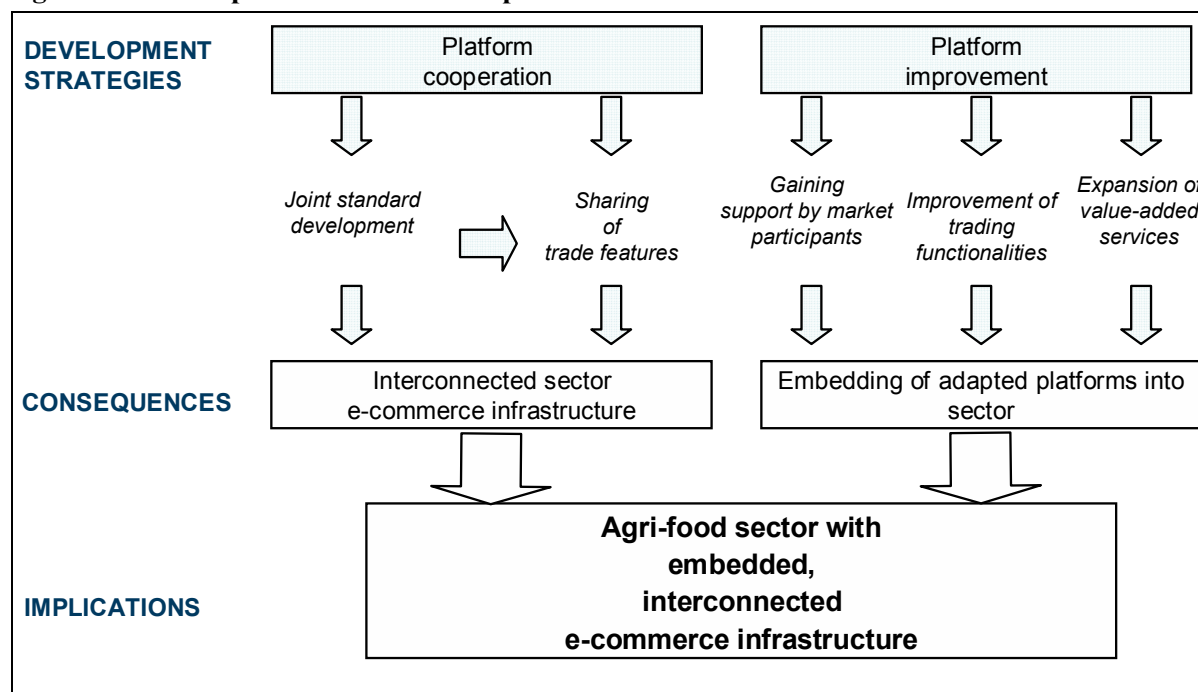 DEVELOPMENT
STRATEGIES
Platform
cooperation
Platform
improvement
Joint standard
development
Sharing
of
trade features
Gaining
support by market
participants
Improvement of
trading
functionalities
Expansion of
value-added
services
CONSEQUENCES
Interconnected sector
e-commerce infrastructure
Embedding of adapted platforms into
sector
IMPLICATIONS
Agri-food sector with
embedded,
interconnected
e-commerce infrastructure